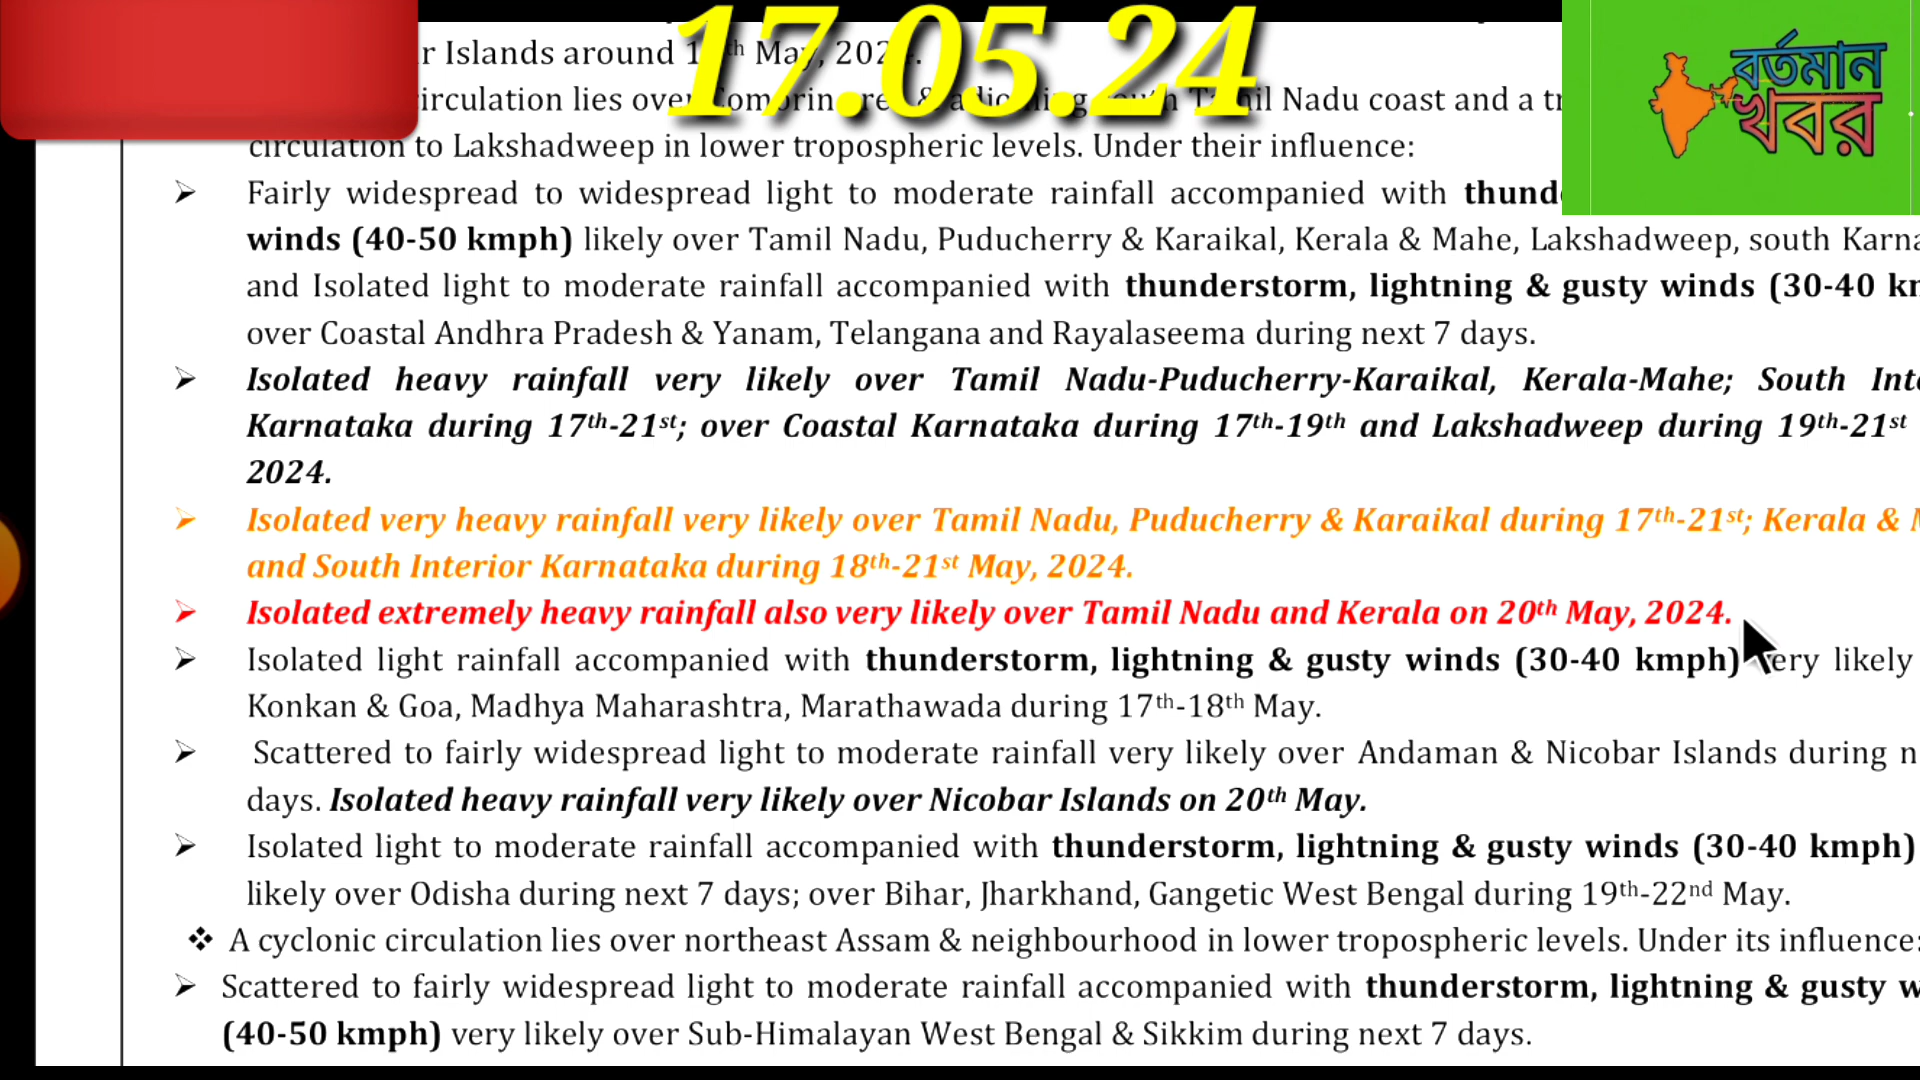 17.05.24
বর্তমান
খবর
r Islands around 1 th May, 202 .
circulation lies over Comorin area & adjoining south Tamil Nadu coast and a
circulation to Lakshadweep in lower tropospheric levels. Under their influence:
➢ Fairly widespread to widespread light to moderate rainfall accompanied with
winds (40-50 kmph) likely over Tamil Nadu, Puducherry & Karaikal, Kerala & Mahe, Lakshadweep, south
and Isolated light to moderate rainfall accompanied with thunderstorm, lightning & gusty winds (30-40
over Coastal Andhra Pradesh & Yanam, Telangana and Rayalaseema during next 7 days.
➢ Isolated heavy rainfall very likely over Tamil Nadu-Puducherry-Karaikal, Kerala-Mahe; South
Karnataka during 17th-21st; over Coastal Karnataka during 17th-19th and Lakshadweep during 19th-21st
2024.
➢ Isolated very heavy rainfall very likely over Tamil Nadu, Puducherry & Karaikal during 17th-21st; Kerala &
and South Interior Karnataka during 18th-21st May, 2024.
➢ Isolated extremely heavy rainfall also very likely over Tamil Nadu and Kerala on 20th May, 2024.
➢ Isolated light rainfall accompanied with thunderstorm, lightning & gusty winds (30-40 kmph) very likely
Konkan & Goa, Madhya Maharashtra, Marathawada during 17th-18th May.
➢ Scattered to fairly widespread light to moderate rainfall very likely over Andaman & Nicobar Islands during
days. Isolated heavy rainfall very likely over Nicobar Islands on 20th May.
➢ Isolated light to moderate rainfall accompanied with thunderstorm, lightning & gusty winds (30-40 kmph)
likely over Odisha during next 7 days; over Bihar, Jharkhand, Gangetic West Bengal during 19th-22nd May.
❖ A cyclonic circulation lies over northeast Assam & neighbourhood in lower tropospheric levels. Under its influence:
➢ Scattered to fairly widespread light to moderate rainfall accompanied with thunderstorm, lightning & gusty
(40-50 kmph) very likely over Sub-Himalayan West Bengal & Sikkim during next 7 days.